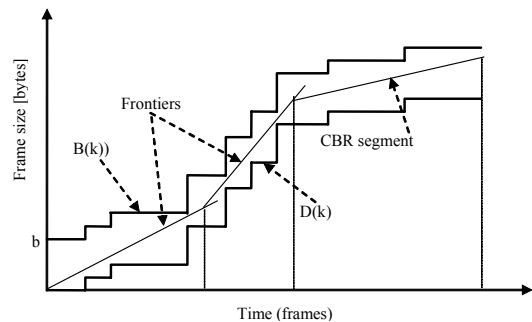 Frame size [bytes]
Frontiers
B(k))
CBR segment
D(k)
b
Time (frames)